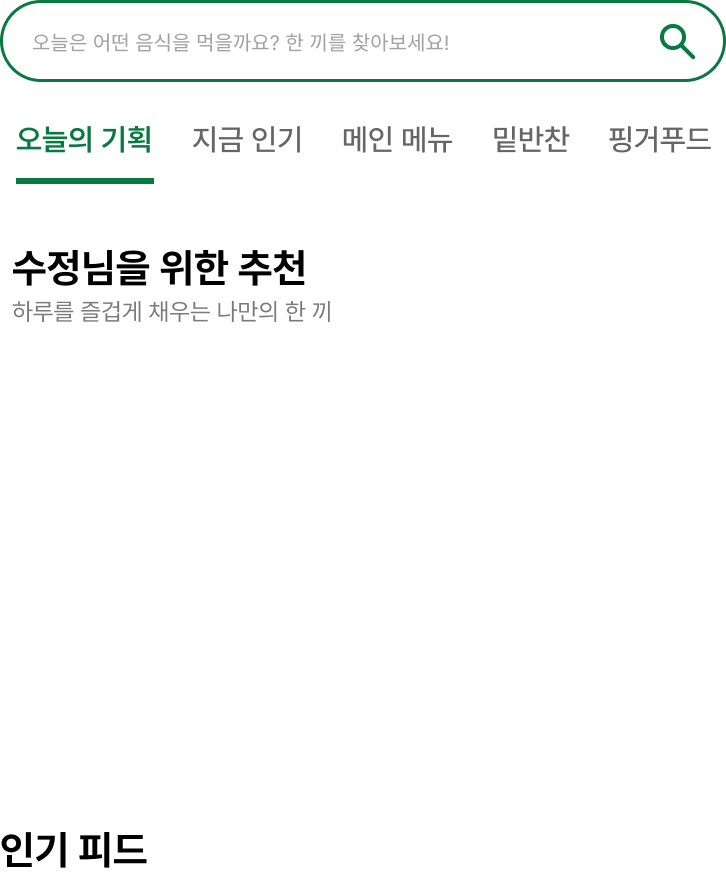 오늘은 어떤 음식을 먹을까요? 한 끼를 찾아보세요!
오늘의 기획 지금 인기 메인 메뉴 밑반찬 핑거푸드
수정님을 위한 추천
하루를 즐겁게 채우는 나만의 한 끼
인기 피드